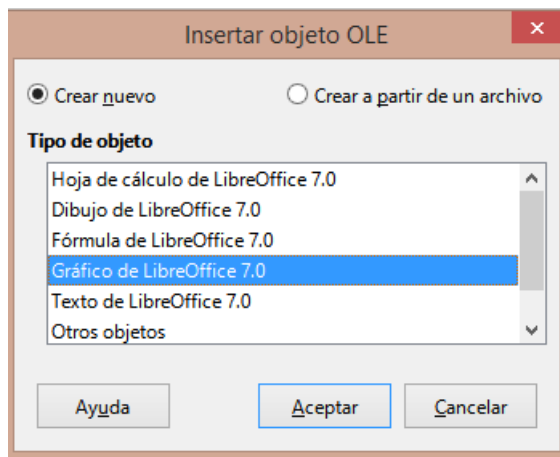 Insertar objeto OLE
Crear nuevo
Crear a partir de un archivo
Tipo de objeto
Hoja de cálculo de LibreOffice 7.0
Dibujo de LibreOffice 7.0
Fórmula de LibreOffice 7.0
Gráfico de LibreOffice 7.0
Texto de LibreOffice 7.0
Otros objetos
Ayuda
Aceptar
Cancelar